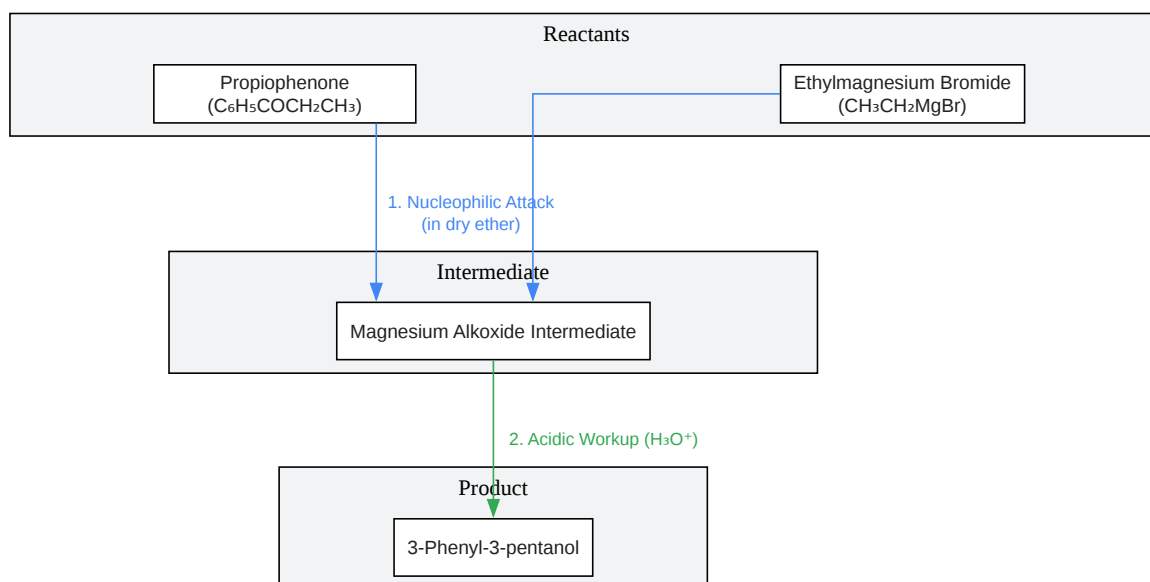 Reactants
Propiophenone
(C₆H₅COCH₂CH₃)
Ethylmagnesium Bromide
(CH₃CH₂MgBr)
1. Nucleophilic Attack
(in dry ether)
Intermediate
Magnesium Alkoxide Intermediate
2. Acidic Workup (H₃O⁺)
Product
3-Phenyl-3-pentanol